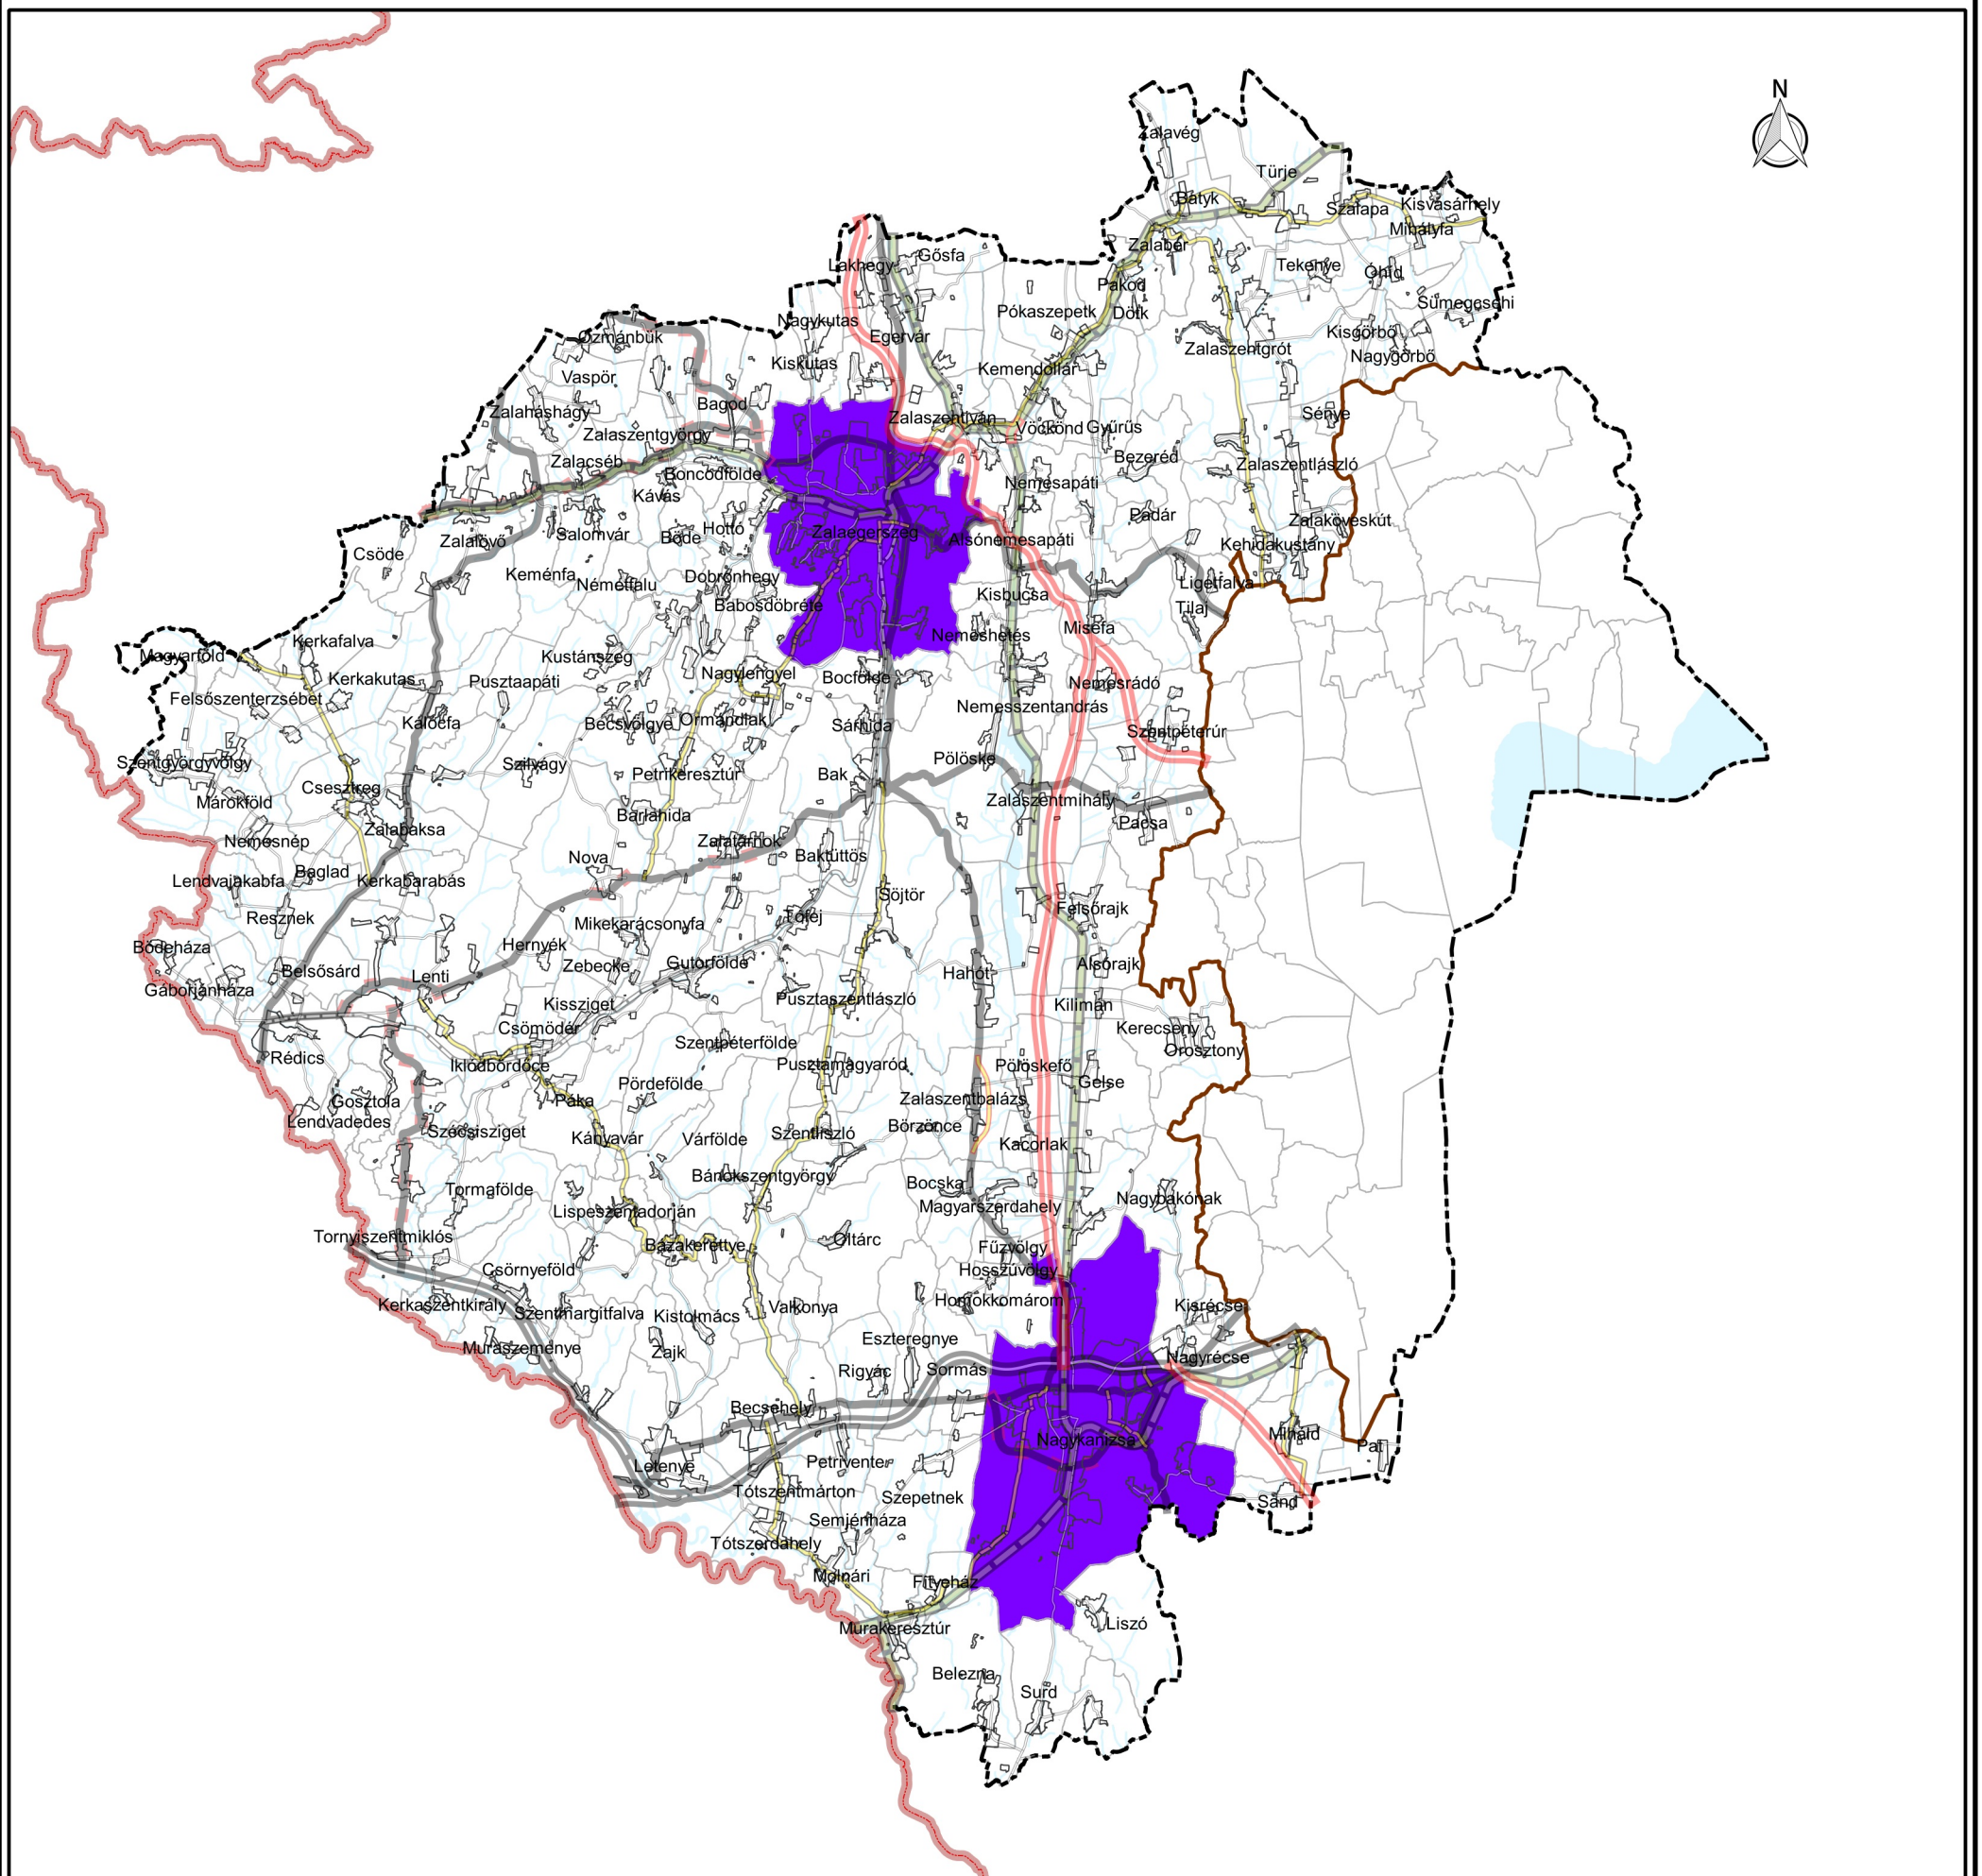 N
Zalavég
Türje
Batyk
Szalapa
Kisvásárhely
Mihályfa
Zalabér
Gősfa
Lakhegy
Tekenye
Óhíd
Pakod
Sümegcsehi
Pókaszepetk
Dötk
Nagykutas
Egervár
Kisgörbő
Ozmánbük
Zalaszentgrót
Nagygörbő
Kiskutas
Kemendollár
Vaspör
Bagod
Zalaháshágy
Sénye
Zalaszentiván
Vöckönd
Gyűrűs
Zalaszentgyörgy
Bezeréd
Zalacséb
Zalaszentlászló
Boncodfölde
Nemesapáti
Kávás
Padár
Zalaköveskút
Hottó
Salomvár
Zalaegerszeg
Böde
Zalalövő
Alsónemesapáti
Kehidakustány
Csöde
Keménfa
Dobronhegy
Németfalu
Ligetfalva
Kisbucsa
Babosdöbréte
Tilaj
Misefa
Nemeshetés
Kerkafalva
Magyarföld
Kustánszeg
Nagylengyel
Bocfölde
Kerkakutas
Pusztaapáti
Nemesrádó
Felsőszenterzsébet
Nemesszentandrás
Kálócfa
Becsvölgye
Ormándlak
Sárhida
Szentpéterúr
Pölöske
Szentgyörgyvölgy
Szilvágy
Petrikeresztúr
Bak
Csesztreg
Márokföld
Zalaszentmihály
Barlahida
Pacsa
Zalabaksa
Nemesnép
Zalatárnok
Baktüttös
Nova
Baglad
Lendvajakabfa
Kerkabarabás
Söjtör
Felsőrajk
Resznek
Tófej
Mikekarácsonyfa
Bödeháza
Hernyék
Belsősárd
Zebecke
Gutorfölde
Alsórajk
Lenti
Hahót
Gáborjánháza
Pusztaszentlászló
Kissziget
Kilimán
Csömödér
Kerecseny
Szentpéterfölde
Orosztony
Rédics
Iklódbördőce
Pusztamagyaród
Pölöskefő
Pördefölde
Gelse
Gosztola
Páka
Zalaszentbalázs
Lendvadedes
Szécsisziget
Börzönce
Kányavár
Várfölde
Szentliszló
Kacorlak
Bánokszentgyörgy
Bocska
Tormafölde
Nagybakónak
Magyarszerdahely
Lispeszentadorján
Tornyiszentmiklós
Oltárc
Bázakerettye
Fűzvölgy
Csörnyeföld
Hosszúvölgy
Homokkomárom
Kerkaszentkirály
Kisrécse
Valkonya
Szentmargitfalva
Kistolmács
Eszteregnye
Muraszemenye
Zajk
Nagyrécse
Rigyác
Sormás
Becsehely
Miháld
Nagykanizsa
Pat
Petrivente
Letenye
Tótszentmárton
Szepetnek
Sand
Semjénháza
Tótszerdahely
Molnári
Fityeház
Liszó
Murakeresztúr
Belezna
Surd